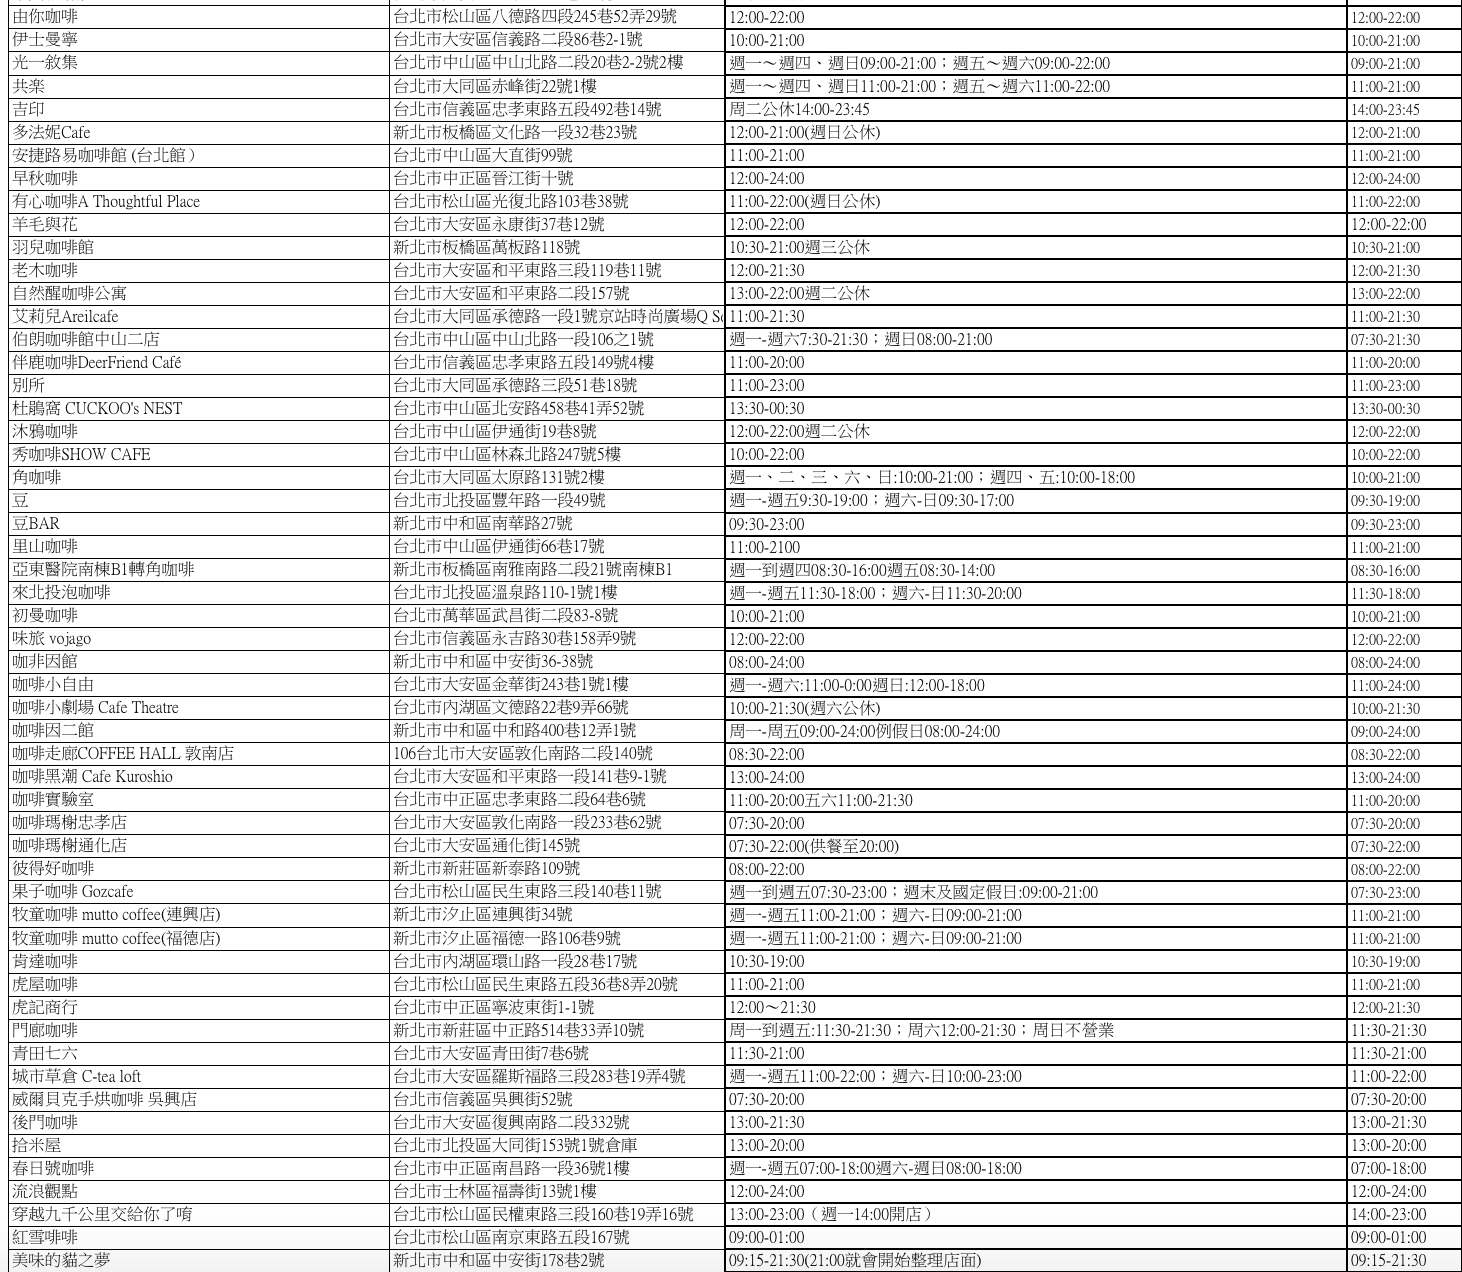 由你咖啡 台北市松山區八德路四段245巷52弄29號 12:00-22:00 12:00-22:00
伊士曼寧 台北市大安區信義路二段86巷2-1號 10:00-21:00 10:00-21:00
光一敘集 台北市中山區中山北路二段20巷2-2號2樓 週一～週四、週日09:00-21:00；週五～週六09:00-22:00 09:00-21:00
共楽 台北市大同區赤峰街22號1樓 週一～週四、週日11:00-21:00；週五～週六11:00-22:00 11:00-21:00
吉印 台北市信義區忠孝東路五段492巷14號 周二公休14:00-23:45 14:00-23:45
多法妮Cafe 新北市板橋區文化路一段32巷23號 12:00-21:00(週日公休) 12:00-21:00
安捷路易咖啡館 (台北館） 台北市中山區大直街99號 11:00-21:00 11:00-21:00
早秋咖啡 台北市中正區晉江街十號 12:00-24:00 12:00-24:00
有心咖啡A Thoughtful Place 台北市松山區光復北路103巷38號 11:00-22:00(週日公休) 11:00-22:00
羊毛與花 台北市大安區永康街37巷12號 12:00-22:00 12:00-22:00
羽兒咖啡館 新北市板橋區萬板路118號 10:30-21:00週三公休 10:30-21:00
老木咖啡 台北市大安區和平東路三段119巷11號 12:00-21:30 12:00-21:30
自然醒咖啡公寓 台北市大安區和平東路二段157號 13:00-22:00週二公休 13:00-22:00
艾莉兒Areilcafe 台北市大同區承德路一段1號京站時尚廣場Q 11:00-21:30 11:00-21:30
伯朗咖啡館中山二店 台北市中山區中山北路一段106之1號 週一-週六7:30-21:30；週日08:00-21:00 07:30-21:30
伴鹿咖啡DeerFriend Café 台北市信義區忠孝東路五段149號4樓 11:00-20:00 11:00-20:00
別所 台北市大同區承德路三段51巷18號 11:00-23:00 11:00-23:00
杜鵑窩 CUCKOO's NEST 台北市中山區北安路458巷41弄52號 13:30-00:30 13:30-00:30
沐鴉咖啡 台北市中山區伊通街19巷8號 12:00-22:00週二公休 12:00-22:00
秀咖啡SHOW CAFE 台北市中山區林森北路247號5樓 10:00-22:00 10:00-22:00
角咖啡 台北市大同區太原路131號2樓 週一、二、三、六、日:10:00-21:00；週四、五:10:00-18:00 10:00-21:00
豆 台北市北投區豐年路一段49號 週一-週五9:30-19:00；週六-日09:30-17:00 09:30-19:00
豆BAR 新北市中和區南華路27號 09:30-23:00 09:30-23:00
里山咖啡 台北市中山區伊通街66巷17號 11:00-2100 11:00-21:00
亞東醫院南棟B1轉角咖啡 新北市板橋區南雅南路二段21號南棟B1 週一到週四08:30-16:00週五08:30-14:00 08:30-16:00
來北投泡咖啡 台北市北投區溫泉路110-1號1樓 週一-週五11:30-18:00；週六-日11:30-20:00 11:30-18:00
初曼咖啡 台北市萬華區武昌街二段83-8號 10:00-21:00 10:00-21:00
味旅 vojago 台北市信義區永吉路30巷158弄9號 12:00-22:00 12:00-22:00
咖非因館 新北市中和區中安街36-38號 08:00-24:00 08:00-24:00
咖啡小自由 台北市大安區金華街243巷1號1樓 週一-週六:11:00-0:00週日:12:00-18:00 11:00-24:00
咖啡小劇場 Cafe Theatre 台北市內湖區文德路22巷9弄66號 10:00-21:30(週六公休) 10:00-21:30
咖啡因二館 新北市中和區中和路400巷12弄1號 周一-周五09:00-24:00例假日08:00-24:00 09:00-24:00
咖啡走廊COFFEE HALL 敦南店 106台北市大安區敦化南路二段140號 08:30-22:00 08:30-22:00
咖啡黑潮 Cafe Kuroshio 台北市大安區和平東路一段141巷9-1號 13:00-24:00 13:00-24:00
咖啡實驗室 台北市中正區忠孝東路二段64巷6號 11:00-20:00五六11:00-21:30 11:00-20:00
咖啡瑪榭忠孝店 台北市大安區敦化南路一段233巷62號 07:30-20:00 07:30-20:00
咖啡瑪榭通化店 台北市大安區通化街145號 07:30-22:00(供餐至20:00) 07:30-22:00
彼得好咖啡 新北市新莊區新泰路109號 08:00-22:00 08:00-22:00
果子咖啡 Gozcafe 台北市松山區民生東路三段140巷11號 週一到週五07:30-23:00；週末及國定假日:09:00-21:00 07:30-23:00
牧童咖啡 mutto coffee(連興店) 新北市汐止區連興街34號 週一-週五11:00-21:00；週六-日09:00-21:00 11:00-21:00
牧童咖啡 mutto coffee(福德店) 新北市汐止區福德一路106巷9號 週一-週五11:00-21:00；週六-日09:00-21:00 11:00-21:00
肯達咖啡 台北市內湖區環山路一段28巷17號 10:30-19:00 10:30-19:00
虎屋咖啡 台北市松山區民生東路五段36巷8弄20號 11:00-21:00 11:00-21:00
虎記商行 台北市中正區寧波東街1-1號 12:00～21:30 12:00-21:30
門廊咖啡 新北市新莊區中正路514巷33弄10號 周一到週五:11:30-21:30；周六12:00-21:30；周日不營業 11:30-21:30
青田七六 台北市大安區青田街7巷6號 11:30-21:00 11:30-21:00
城市草倉 C-tea loft 台北市大安區羅斯福路三段283巷19弄4號 週一-週五11:00-22:00；週六-日10:00-23:00 11:00-22:00
威爾貝克手烘咖啡 吳興店 台北市信義區吳興街52號 07:30-20:00 07:30-20:00
後門咖啡 台北市大安區復興南路二段332號 13:00-21:30 13:00-21:30
拾米屋 台北市北投區大同街153號1號倉庫 13:00-20:00 13:00-20:00
春日號咖啡 台北市中正區南昌路一段36號1樓 週一-週五07:00-18:00週六-週日08:00-18:00 07:00-18:00
流浪觀點 台北市士林區福壽街13號1樓 12:00-24:00 12:00-24:00
穿越九千公里交給你了唷 台北市松山區民權東路三段160巷19弄16號 13:00-23:00（週一14:00開店） 14:00-23:00
紅雪啡啡 台北市松山區南京東路五段167號 09:00-01:00 09:00-01:00
美味的貓之夢 新北市中和區中安街178巷2號 09:15-21:30(21:00就會開始整理店面) 09:15-21:30